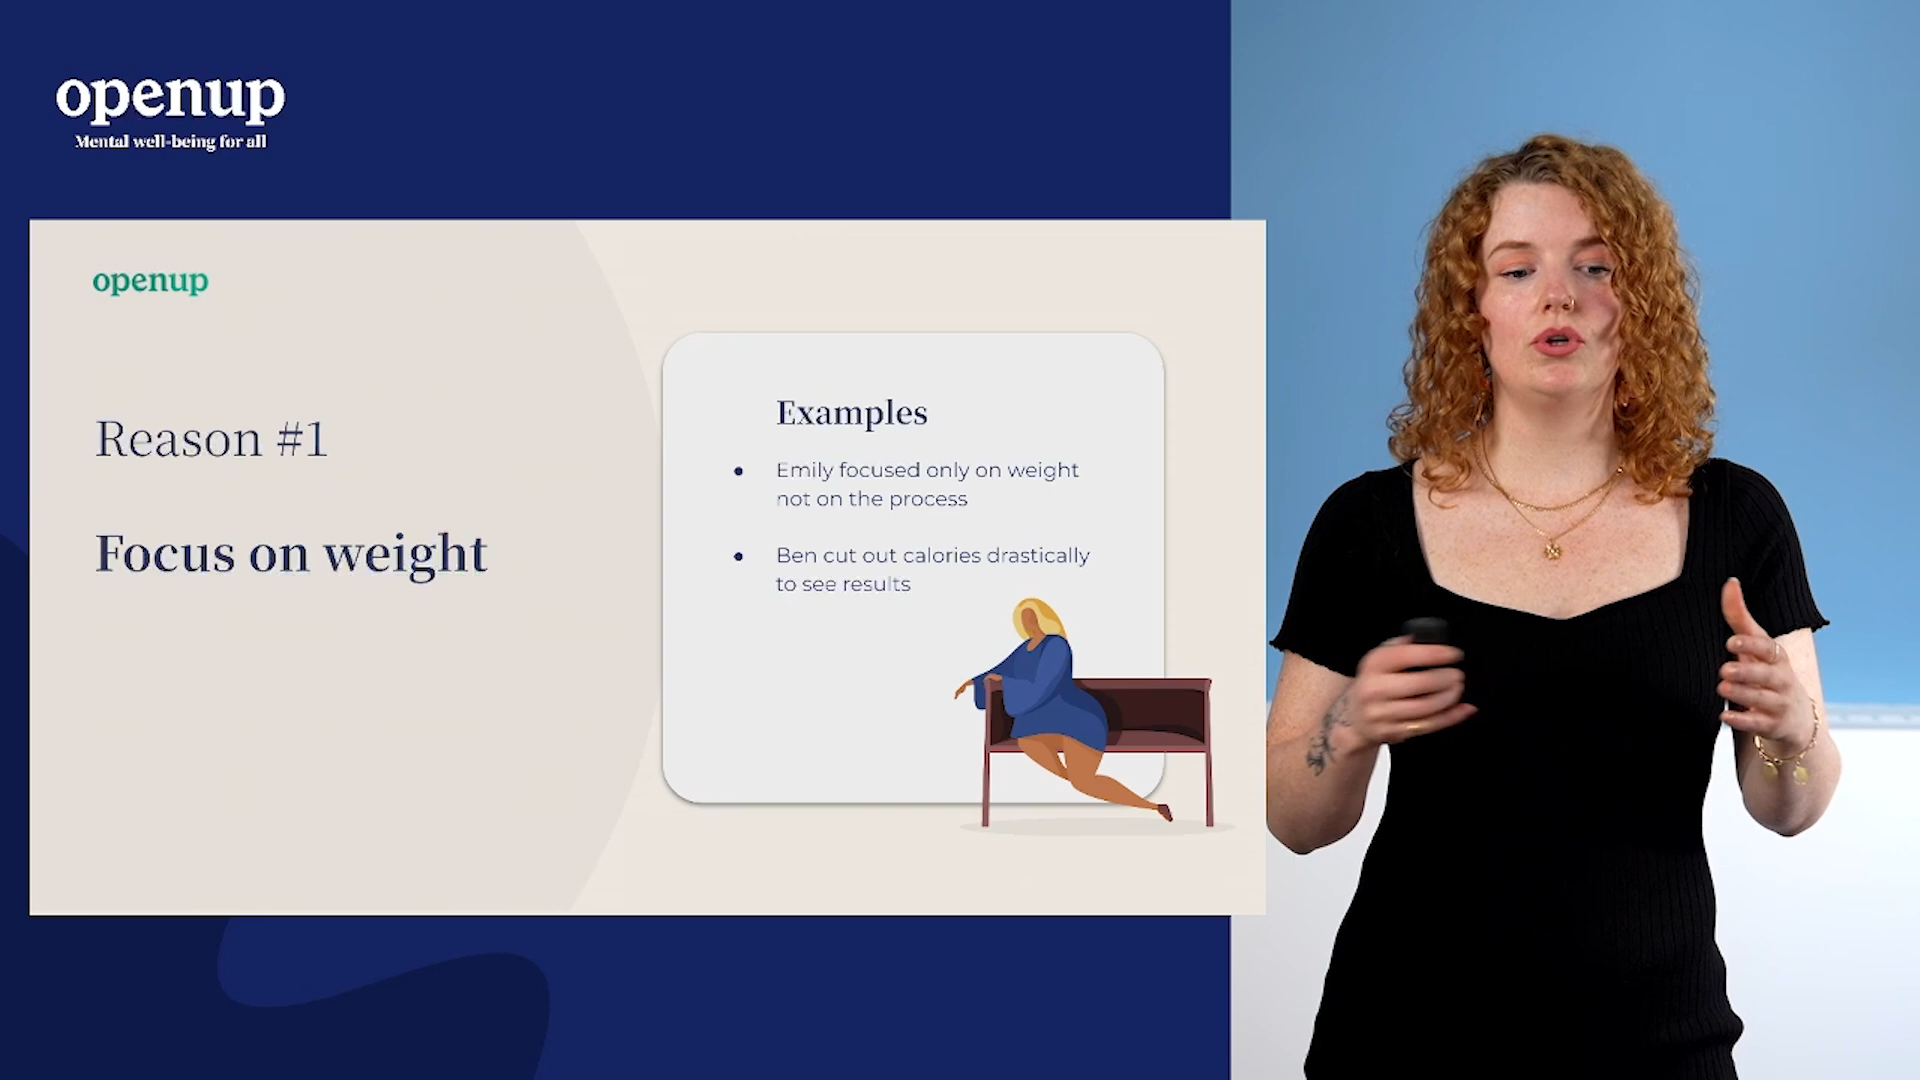 openup
Mental well-being for all
openup
Reason #1
Focus on weight
Examples
• Emily focused only on weight
not on the process
• Ben cut out calories drastically
to see results